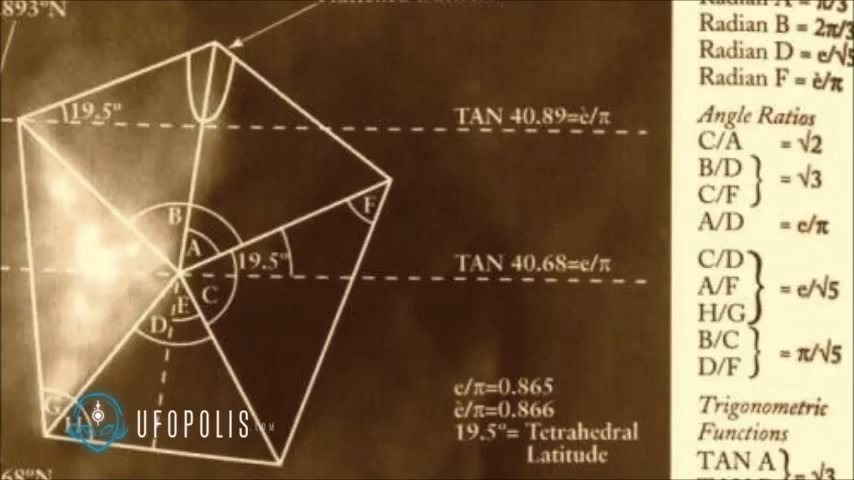 893°N
Radian B = 2π/3
Radian D = e/√5
Radian F = è/π
19.5°
TAN 40.89=è/π
Angle Ratios
C/A = √2
B/D
C/F
= √3
A/D = e/π
B
A
F
19.5°
TAN 40.68=e/π
C/D
A/F
H/G
= e/√5
E
C
D
B/C
D/F
= π/√5
e/π=0.865
è/π=0.866
19.5°= Tetrahedral
Latitude
G
H
UFOPOLIS.COM
Trigonometric
Functions
TAN A
= √3
68°N